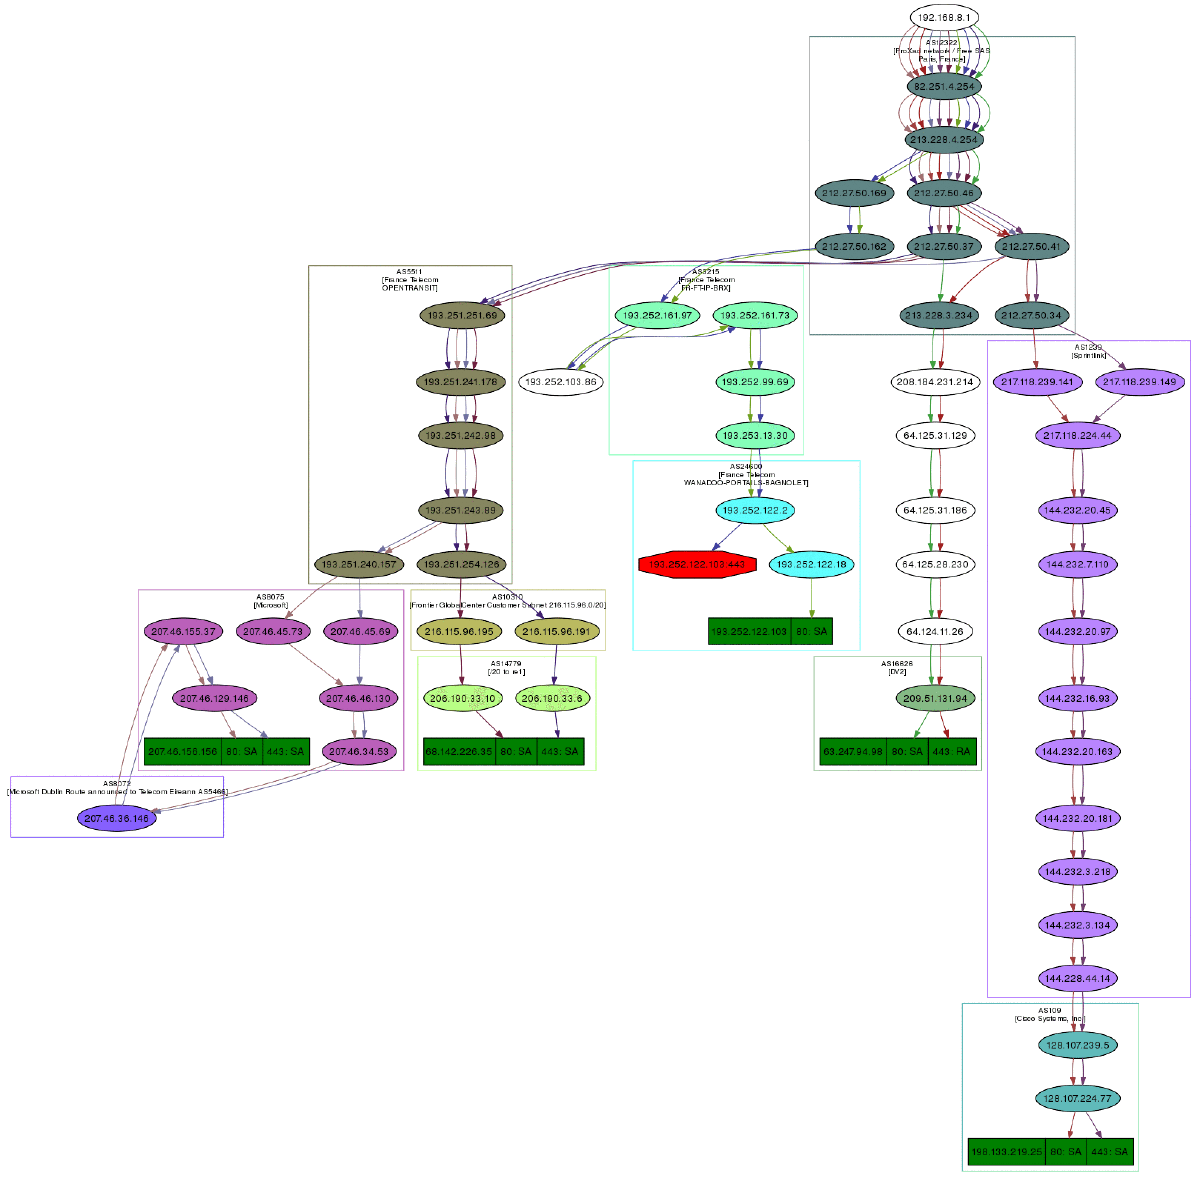 192.168.8.1
AS12322
[ProXad network / Free SAS
Paris, France]
82.251.4.254
213.228.4.254
212.27.50.169
212.27.50.46
212.27.50.162
212.27.50.37
212.27.50.41
213.228.3.234
212.27.50.34
AS5511
[France Telecom
OPENTRANSIT]
193.251.251.69
193.251.241.178
193.251.242.98
193.251.243.89
193.251.240.157
193.251.254.126
AS3215
[France Telecom
FR-FT-IP-BRX]
193.252.161.97
193.252.161.73
193.252.103.86
193.252.99.69
193.253.13.30
AS24600
[France Telecom
WANADOO-PORTAILS-BAGNOLET]
193.252.122.2
193.252.122.103:443
193.252.122.18
193.252.122.103
80: SA
208.184.231.214
64.125.31.129
64.125.31.186
64.125.28.230
64.124.11.26
AS16626
[DV2]
209.51.131.94
63.247.94.98
80: SA
443: RA
AS1239
[Sprintlink]
217.118.239.141
217.118.239.149
217.118.224.44
144.232.20.45
144.232.7.110
144.232.20.97
144.232.16.93
144.232.20.163
144.232.20.181
144.232.3.218
144.232.3.134
144.228.44.14
AS109
[Cisco Systems, Inc.]
128.107.239.5
128.107.224.77
198.133.219.25
80: SA
443: SA
AS8075
[Microsoft]
207.46.155.37
207.46.45.73
207.46.45.69
207.46.129.146
207.46.46.130
207.46.156.156
80: SA
443: SA
207.46.34.53
AS8072
[Microsoft Dublin Route announced to Telecom Eireann AS5466]
207.46.36.146
AS10310
[Frontier GlobalCenter Customer Subnet 216.115.96.0/20]
216.115.96.195
216.115.96.191
AS14779
206.190.33.10
206.190.33.6
68.142.226.35
80: SA
443: SA